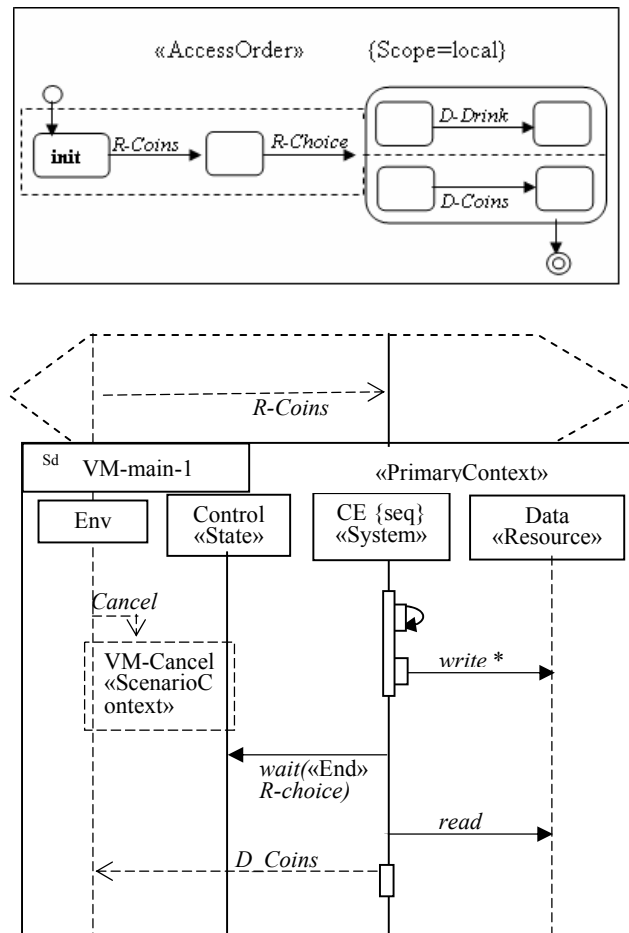 «AccessOrder» {Scope=local}
init
R-Coins
R-Choice
D-Drink
D-Coins
R-Coins
Sd VM-main-1
«PrimaryContext»
Env
Control
«State»
CE {seq}
«System»
Data
«Resource»
Cancel
VM-Cancel
«ScenarioC
ontext»
write *
wait(«End»
R-choice)
read
D_Coins